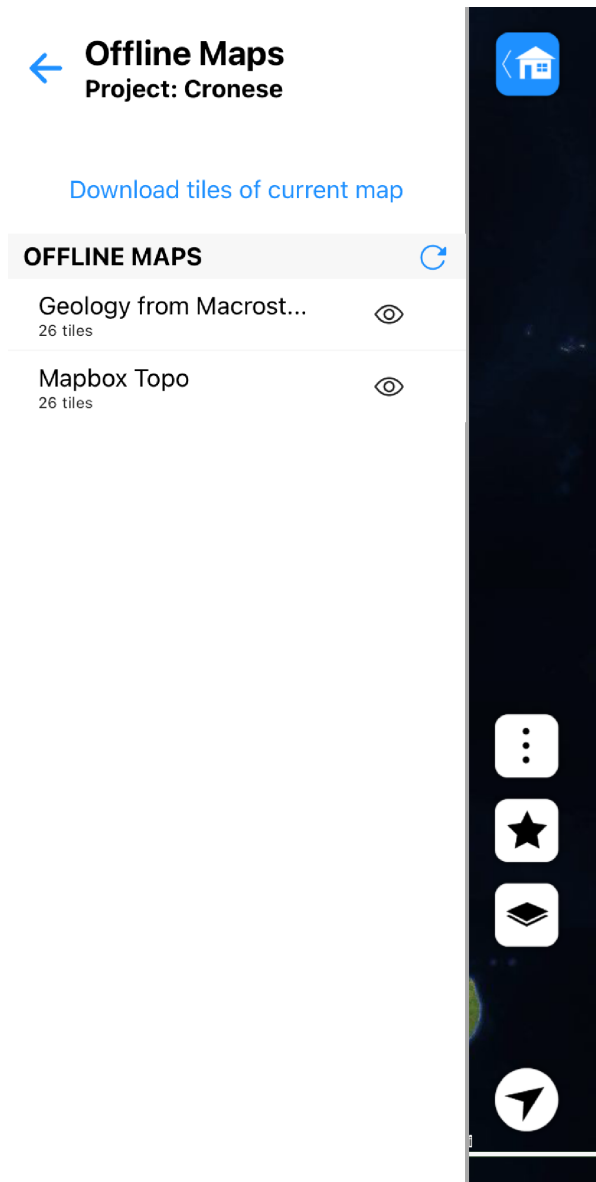 Offline Maps
Project: Cronese
Download tiles of current map
OFFLINE MAPS
Geology from Macrost...
26 tiles
Mapbox Topo
26 tiles